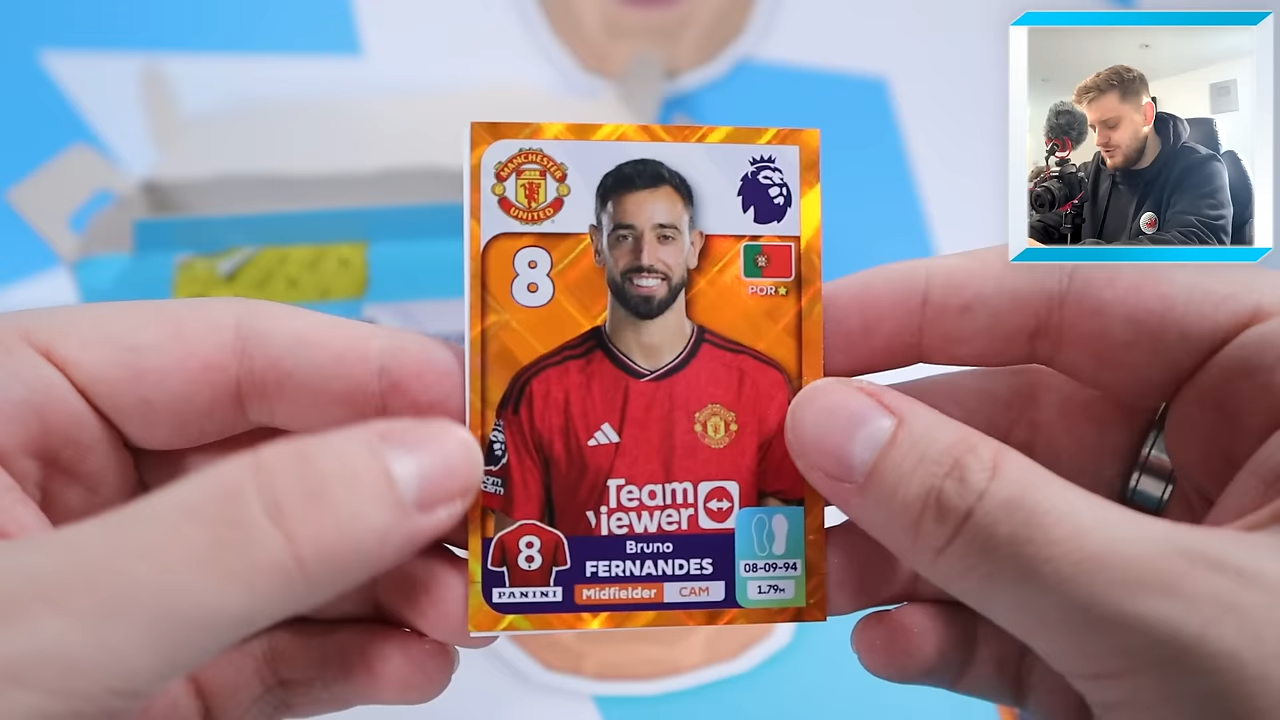 MANCHESTER
UNITED
8
POR
Team
Viewer
8
Bruno
FERNANDES
08-09-94
PANINI
Midfielder
CAM
1.79M